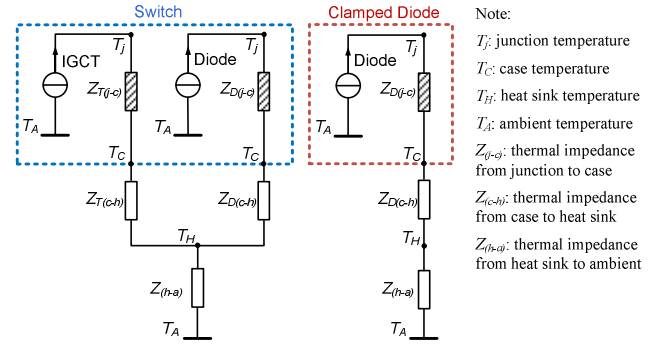 Switch
Clamped Diode
Note:
Tj
Tj
Tj
IGCT
Diode
Diode
Tj: junction temperature
TC: case temperature
ZT(j-c)
ZD(j-c)
ZD(j-c)
TH: heat sink temperature
TA
TA
TA
TA: ambient temperature
TC
TC
TC
Z(j-c): thermal impedance
from junction to case
ZT(c-h)
ZD(c-h)
ZD(c-h)
Z(c-h): thermal impedance
from case to heat sink
TH
TH
Z(h-a): thermal impedance
from heat sink to ambient
Z(h-a)
Z(h-a)
TA
TA